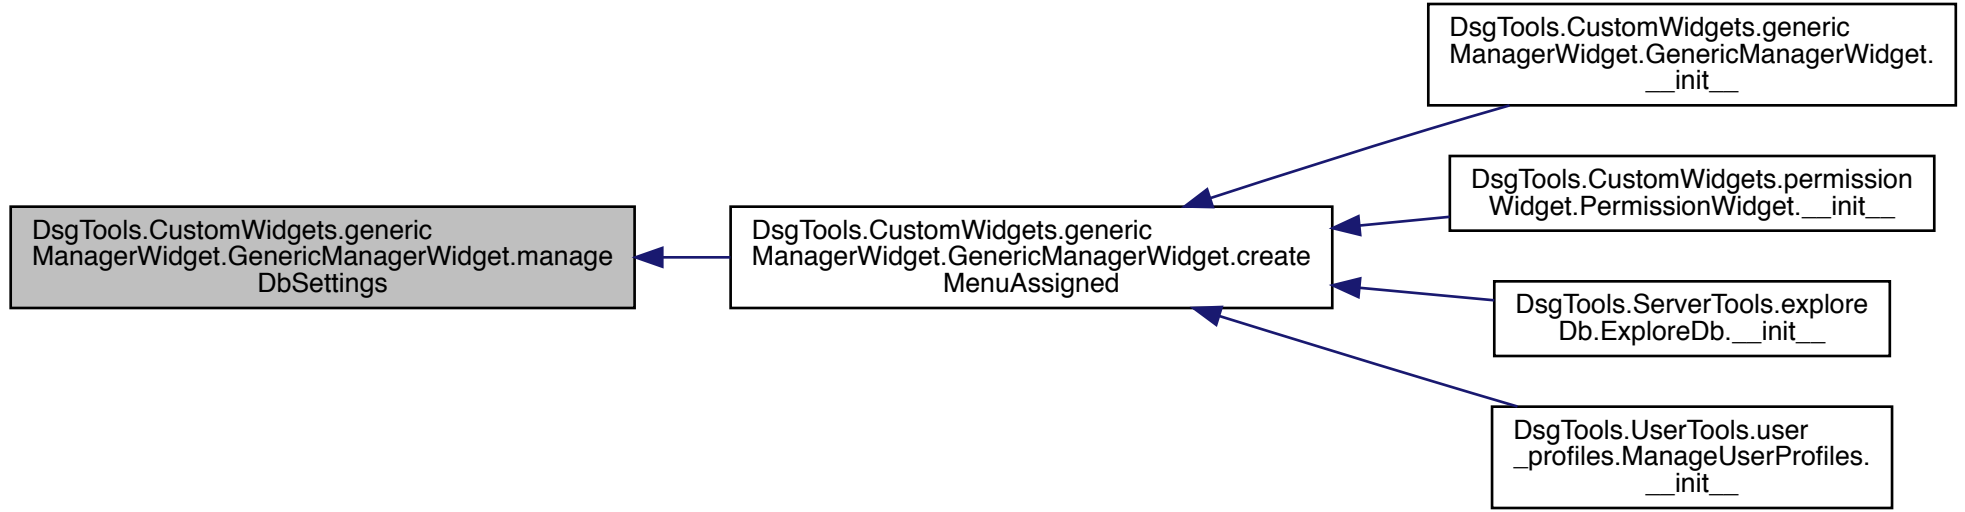 DsgTools.CustomWidgets.generic
ManagerWidget.GenericManagerWidget.manage
DbSettings
DsgTools.CustomWidgets.generic
ManagerWidget.GenericManagerWidget.create
MenuAssigned
DsgTools.CustomWidgets.generic
ManagerWidget.GenericManagerWidget.
__init__
DsgTools.CustomWidgets.permission
Widget.PermissionWidget.__init__
DsgTools.ServerTools.explore
Db.ExploreDb.__init__
DsgTools.UserTools.user
_profiles.ManageUserProfiles.
__init__